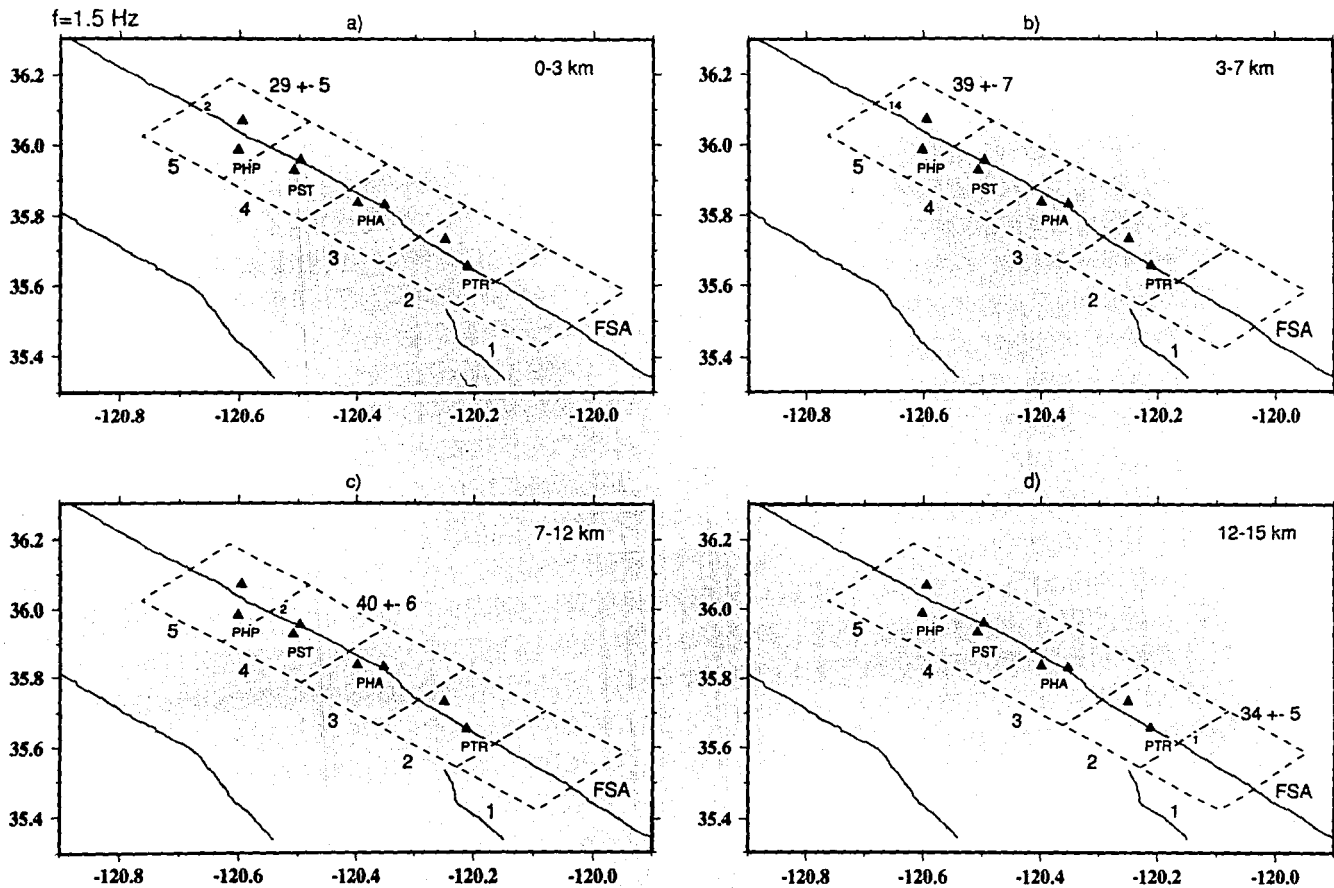 f=1.5 Hz
a)
0-3 km
29 +- 5
2
5
PHP
4
PST
3
PHA
2
PTR
1
FSA
36.2
36.0
35.8
35.6
35.4
-120.8
-120.6
-120.4
-120.2
-120.0
b)
3-7 km
39 +- 7
14
5
PHP
4
PST
3
PHA
2
PTR
1
FSA
36.2
36.0
35.8
35.6
35.4
-120.8
-120.6
-120.4
-120.2
-120.0
c)
7-12 km
40 +- 6
2
5
PHP
4
PST
3
PHA
2
PTR
1
FSA
36.2
36.0
35.8
35.6
35.4
-120.8
-120.6
-120.4
-120.2
-120.0
d)
12-15 km
34 +- 5
1
5
PHP
4
PST
3
PHA
2
PTR
1
FSA
36.2
36.0
35.8
35.6
35.4
-120.8
-120.6
-120.4
-120.2
-120.0